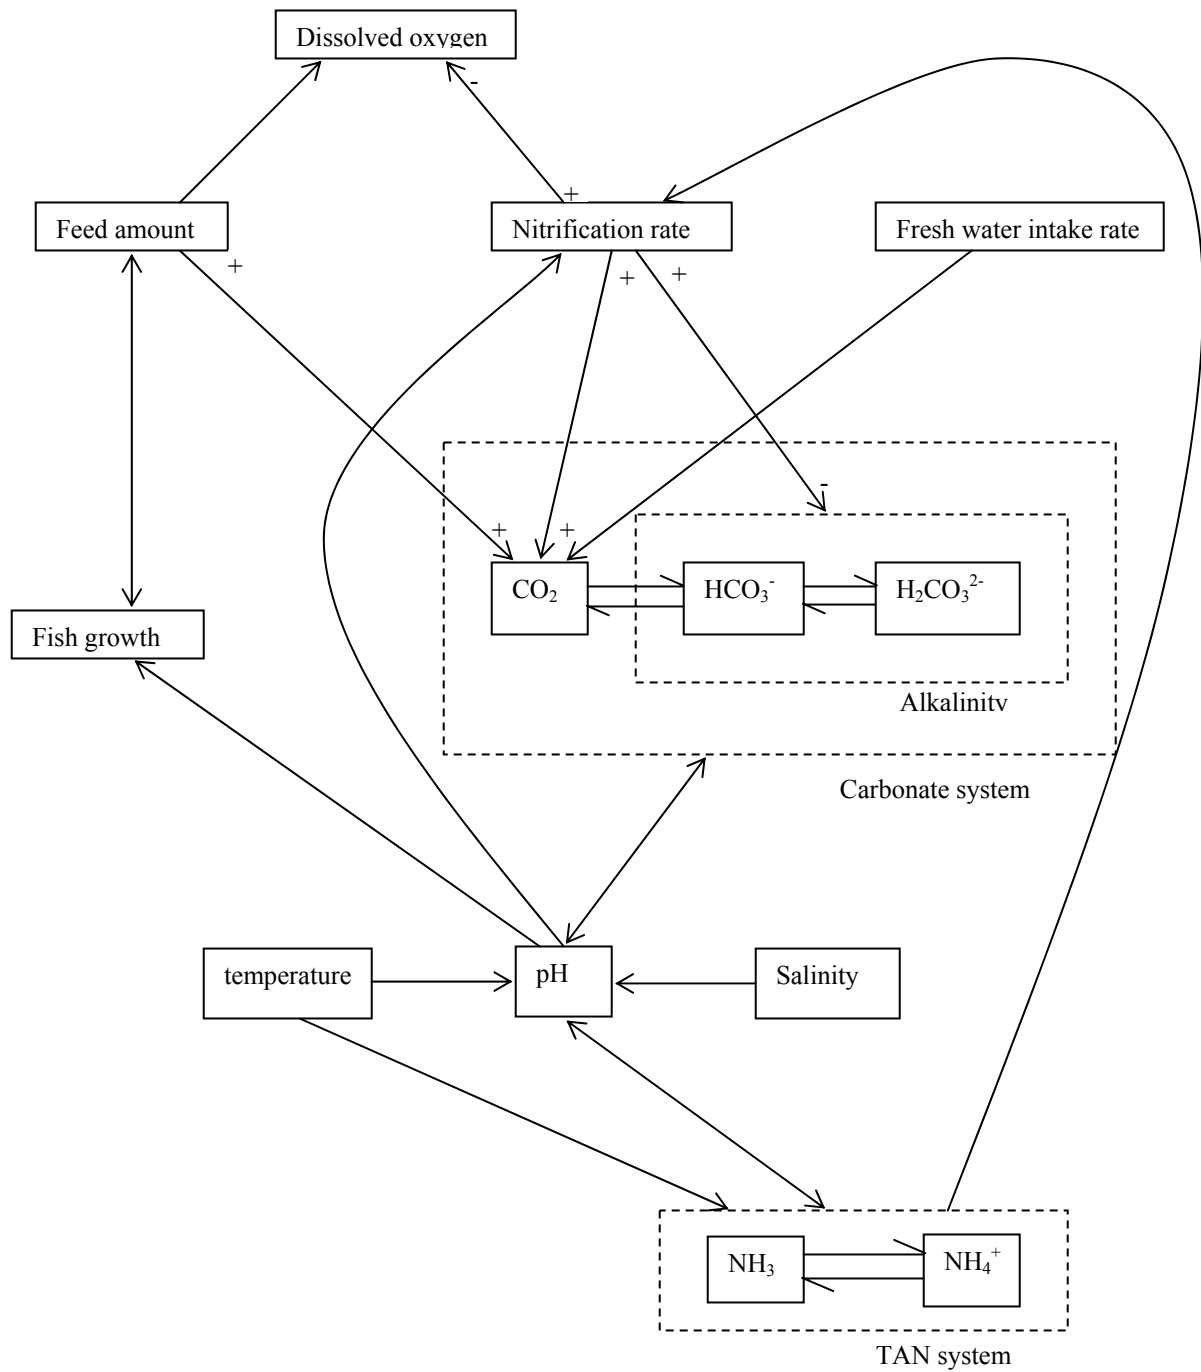 Dissolved oxygen
-
+
Feed amount
Nitrification rate
Fresh water intake rate
+
+
+
-
+
+
CO₂
HCO₃⁻
H₂CO₃²⁻
Fish growth
Alkalinity
Carbonate system
temperature
pH
Salinity
NH₃
NH₄⁺
TAN system